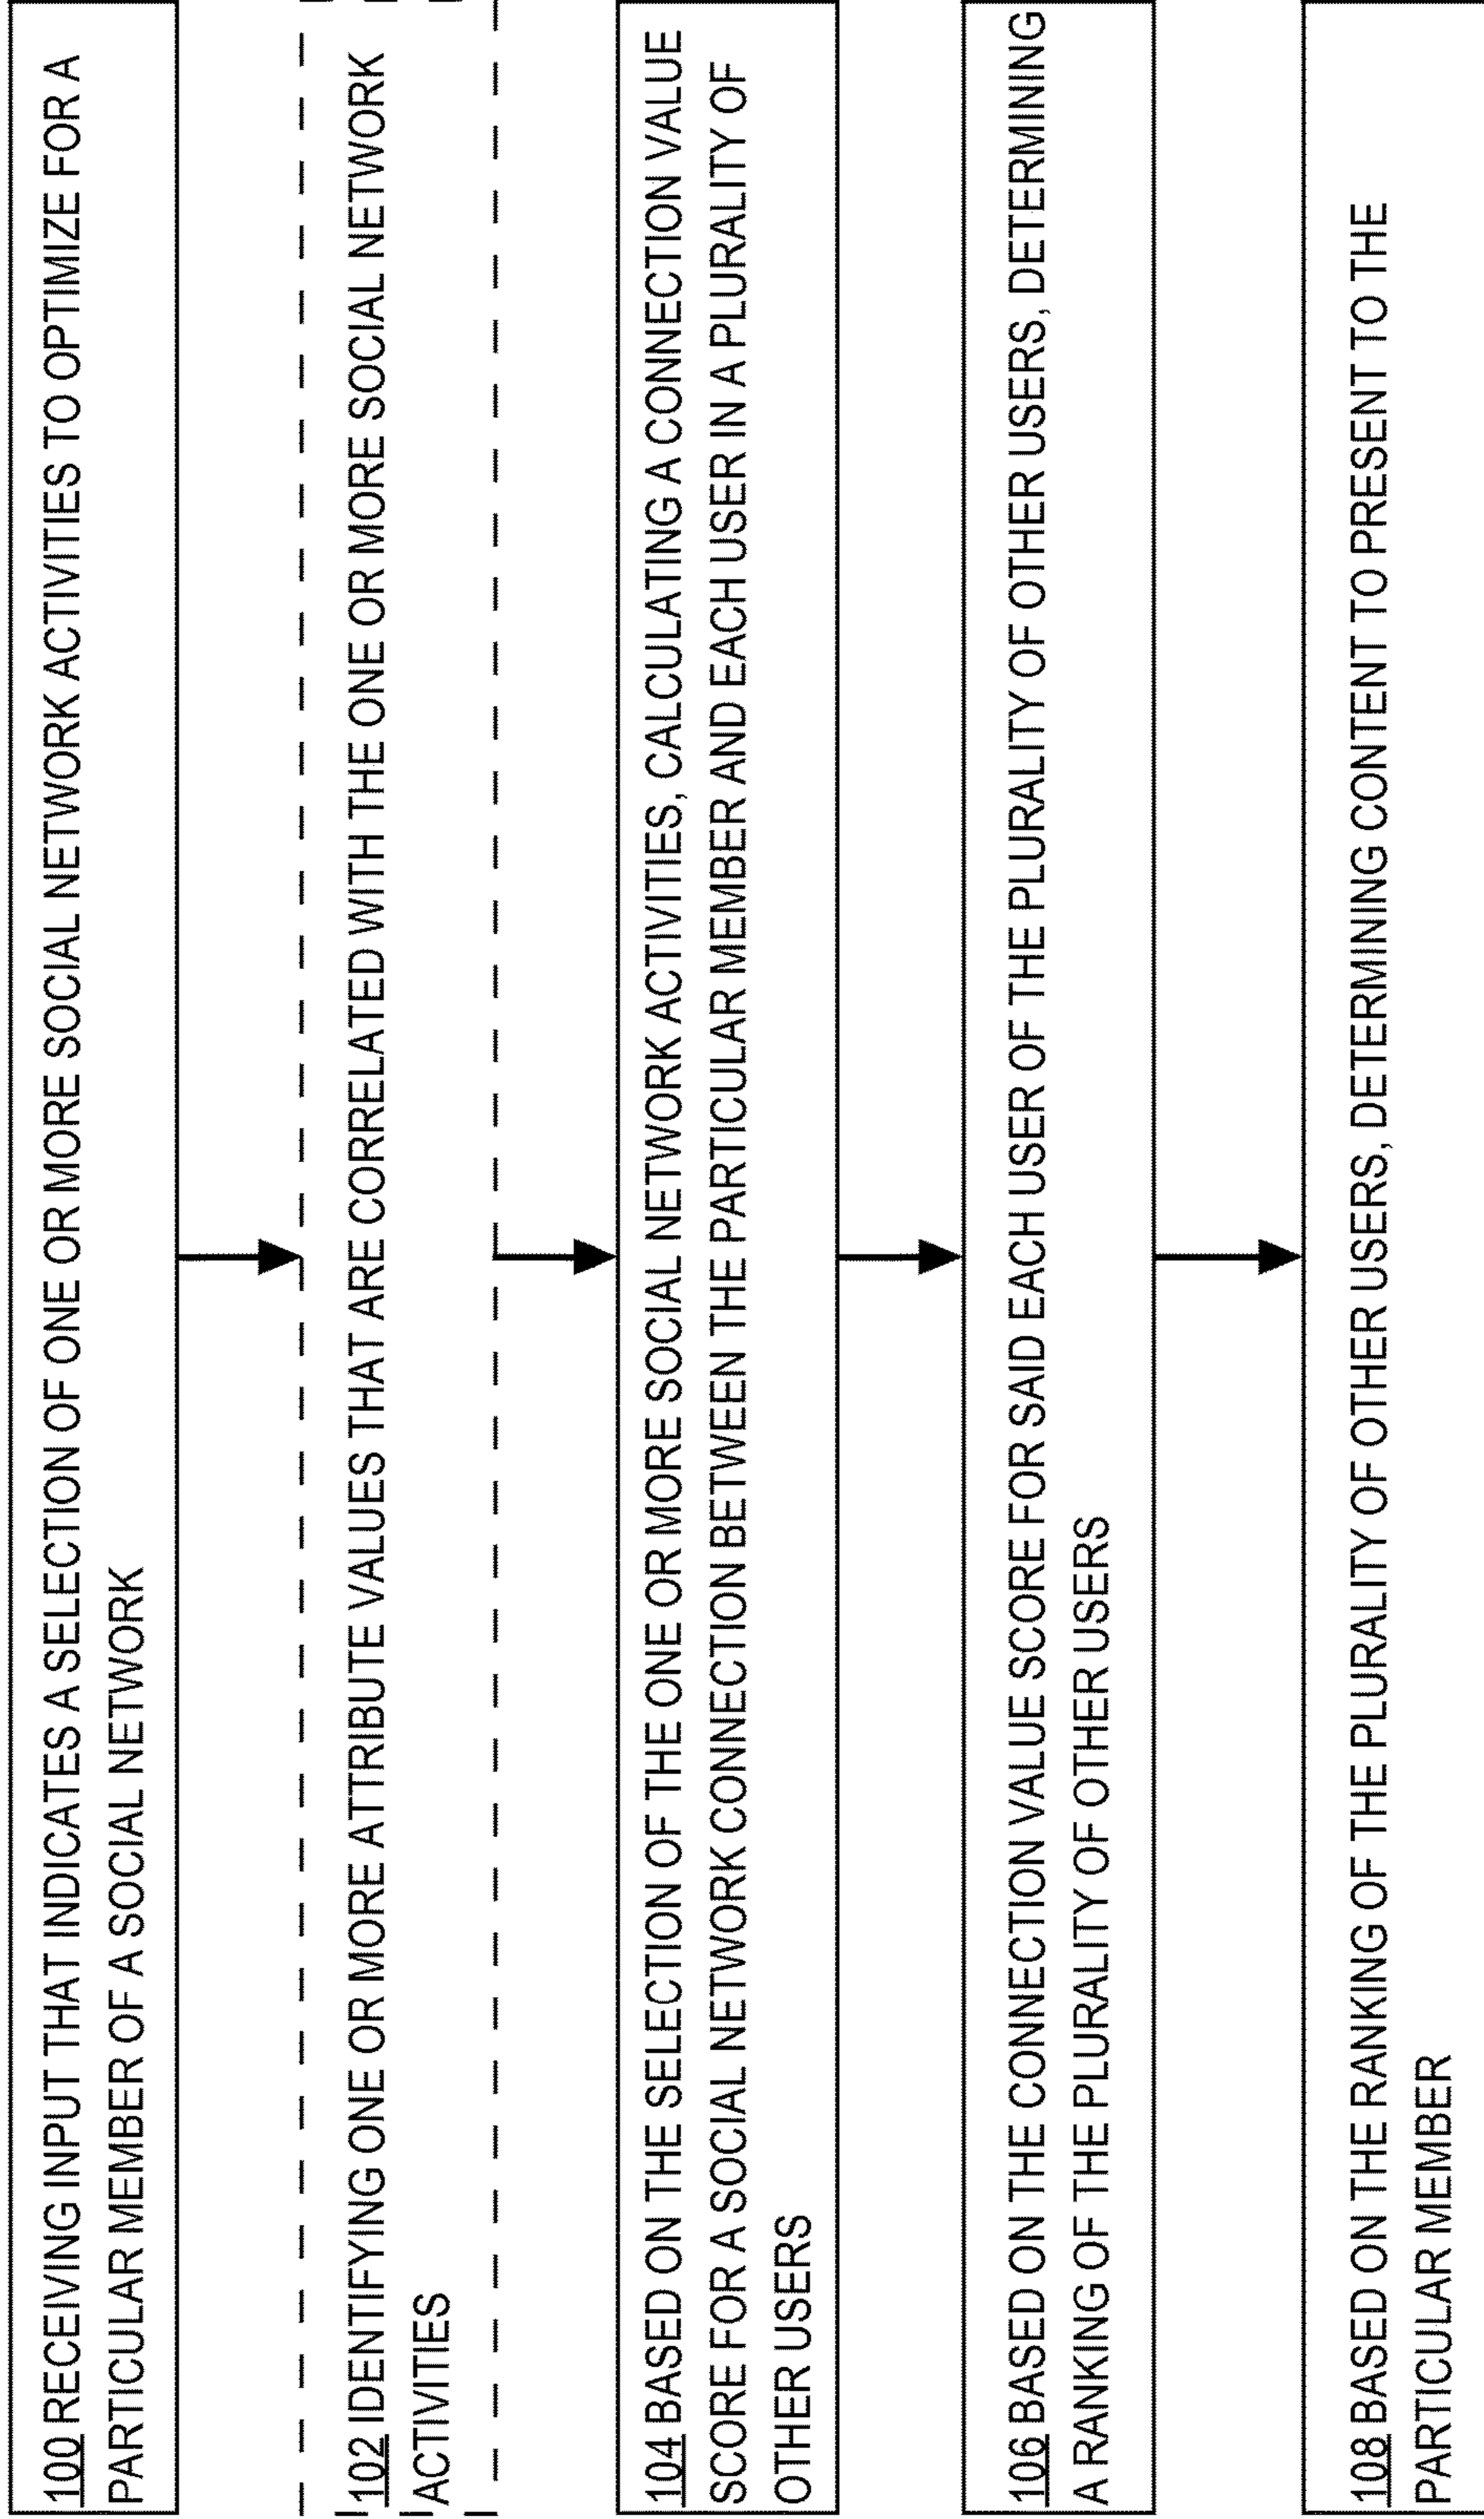 100 RECEIVING INPUT THAT INDICATES A SELECTION OF ONE OR MORE SOCIAL NETWORK ACTIVITIES TO OPTIMIZE FOR A
PARTICULAR MEMBER OF A SOCIAL NETWORK
102 IDENTIFYING ONE OR MORE ATTRIBUTE VALUES THAT ARE CORRELATED WITH THE ONE OR MORE SOCIAL NETWORK
ACTIVITIES
104 BASED ON THE SELECTION OF THE ONE OR MORE SOCIAL NETWORK ACTIVITIES, CALCULATING A CONNECTION VALUE
SCORE FOR A SOCIAL NETWORK CONNECTION BETWEEN THE PARTICULAR MEMBER AND EACH USER IN A PLURALITY OF
OTHER USERS
106 BASED ON THE CONNECTION VALUE SCORE FOR SAID EACH USER OF THE PLURALITY OF OTHER USERS, DETERMINING
A RANKING OF THE PLURALITY OF OTHER USERS
108 BASED ON THE RANKING OF THE PLURALITY OF OTHER USERS, DETERMINING CONTENT TO PRESENT TO THE
PARTICULAR MEMBER